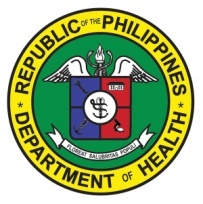 REPUBLIC OF THE PHILIPPINES
FLOREAT SALUBRITAS POPULI
* DEPARTMENT OF HEALTH *